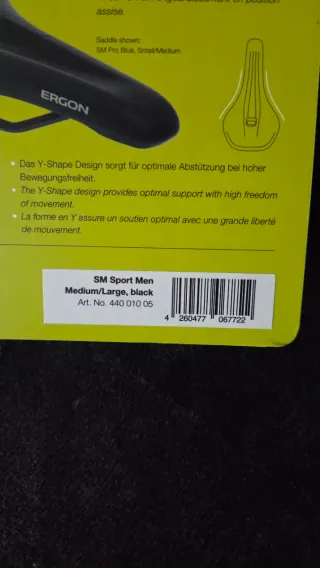 assise.
Saddle shown:
SM Pro Blue, Small/Medium
ERGON
• Das Y-Shape Design sorgt für optimale Abstützung bei hoher
Bewegungsfreiheit.
• The Y-Shape design provides optimal support with high freedom
of movement.
• La forme en Y assure un soutien optimal avec une grande liberté
de mouvement.
SM Sport Men
Medium/Large, black
Art. No. 440 010 05
4 260477 067722